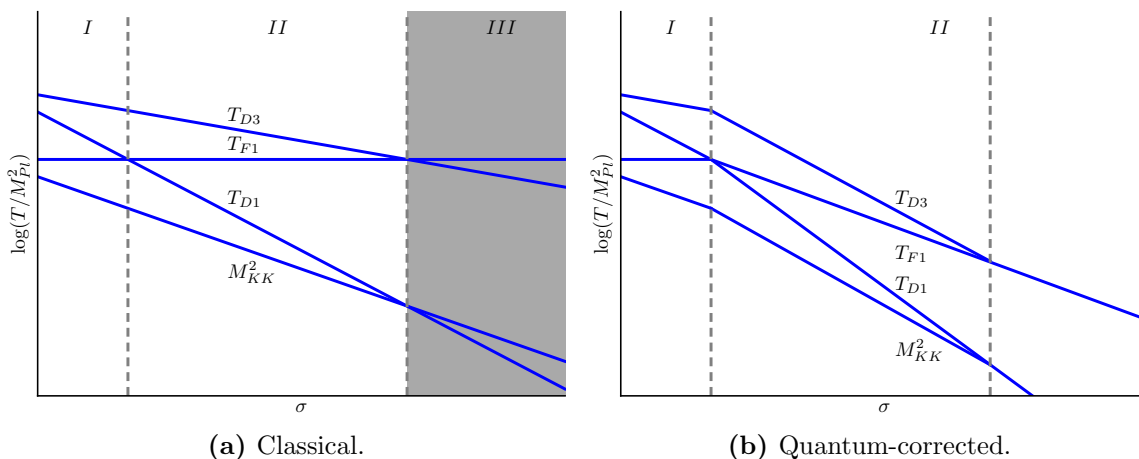 I
II
III
T_{D3}
T_{F1}
T_{D1}
M^2_{KK}
log(T/M^2_{Pl})
σ
(a) Classical.
I
II
T_{D3}
T_{F1}
T_{D1}
M^2_{KK}
log(T/M^2_{Pl})
σ
(b) Quantum-corrected.